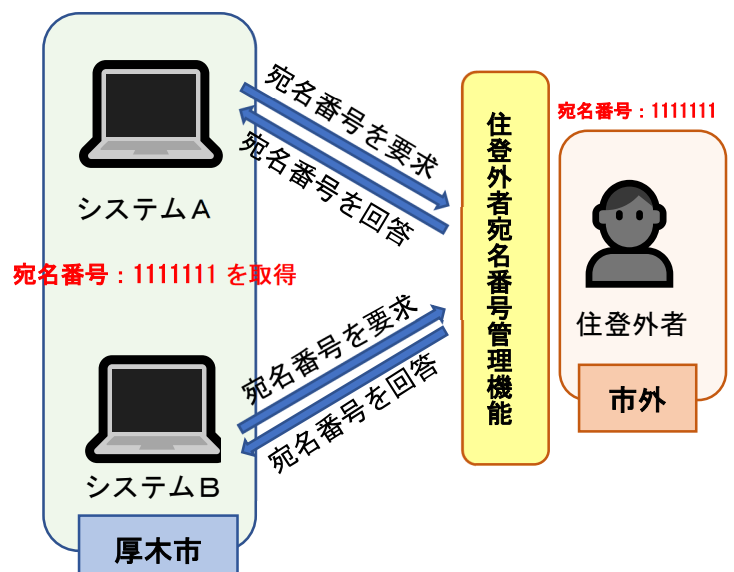 宛名番号を要求
宛名番号を回答
システムA
宛名番号：1111111 を取得
宛名番号を要求
宛名番号を回答
システムB
厚木市
住登外者宛名番号管理機能
宛名番号：1111111
住登外者
市外